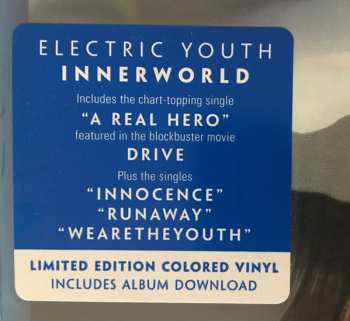 ELECTRIC YOUTH
INNERWORLD
Includes the chart-topping single
"A REAL HERO"
featured in the blockbuster movie
DRIVE
Plus the singles
"INNOCENCE"
"RUNAWAY"
"WEARETHEYOUTH"
LIMITED EDITION COLORED VINYL
INCLUDES ALBUM DOWNLOAD